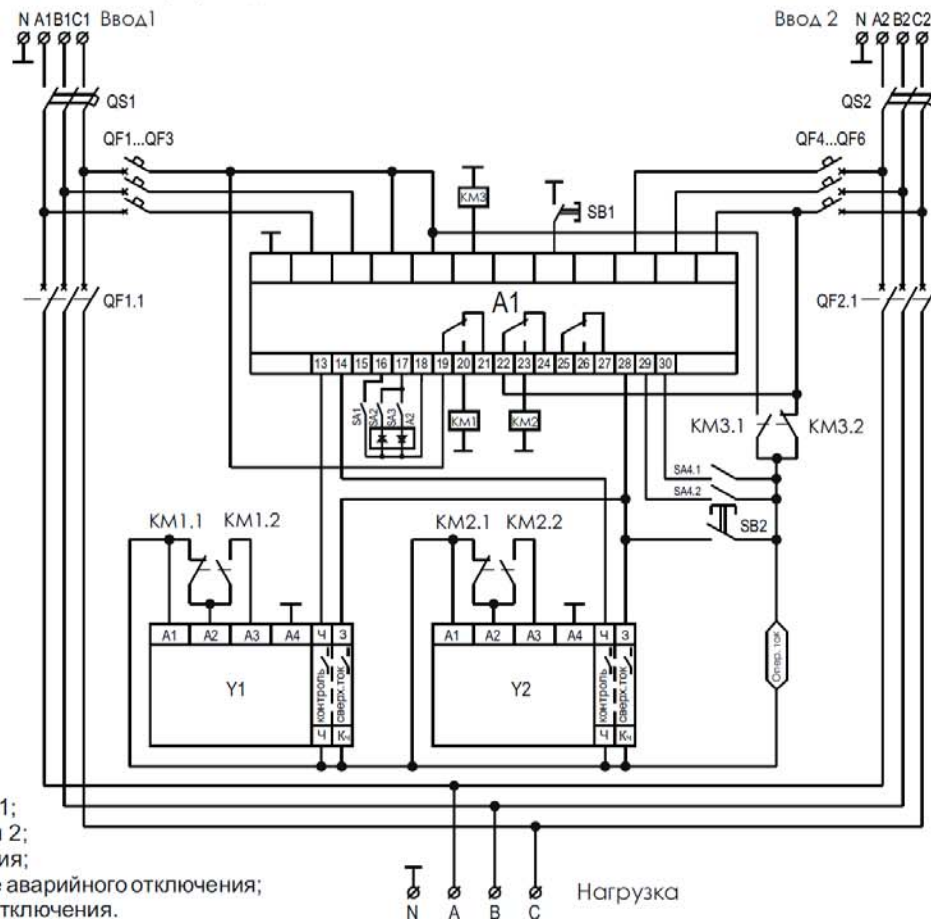 N A1 B1 C1 Ввод1
Ввод 2 N A2 B2 C2
QS1
QS2
QF1...QF3
QF4...QF6
KM3
SB1
QF1.1
A1
QF2.1
13 14 15 16 17 18 19 20 21 22 23 24 25 26 27 28 29 30
SA1
SA2
SA3
A2
KM1
KM2
KM3.1
KM3.2
SA4.1
SA4.2
SB2
KM1.1 KM1.2
KM2.1 KM2.2
A1 A2 A3 A4 Ч З
A1 A2 A3 A4 Ч З
Y1
контроль
сверх.ток
Y2
контроль
сверх.ток
Опер. ток
Ч Кч
Ч Кч
1;
2;
ия;
аварийного отключения;
тключения.
Нагрузка
N A B C